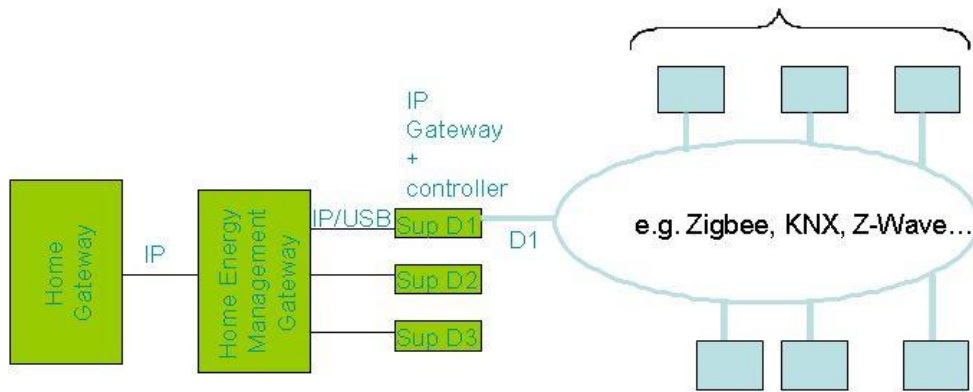 IP
Gateway
+
controller
Home
Gateway
IP
Home Energy
Management
Gateway
IP/USB
Sup D1
D1
Sup D2
Sup D3
e.g. Zigbee, KNX, Z-Wave…